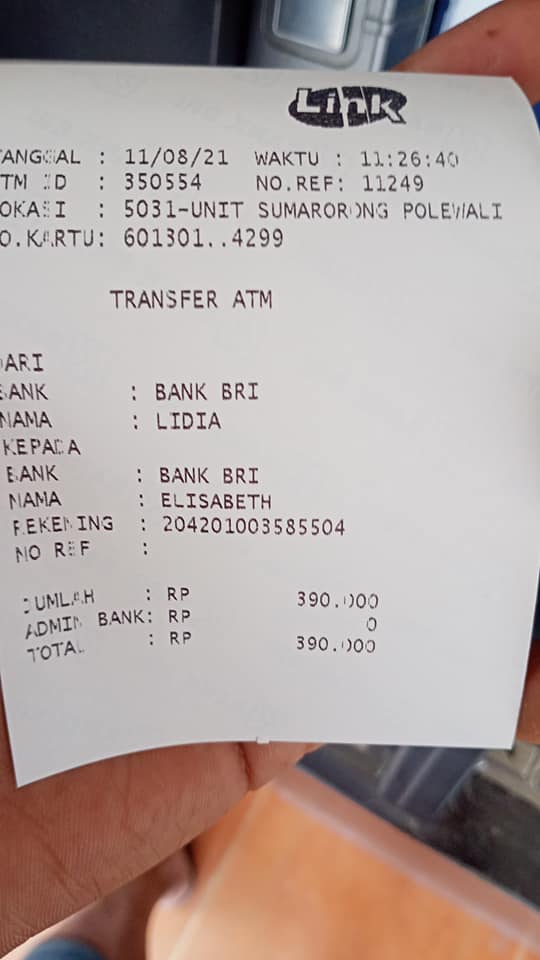 Link
TANGGAL : 11/08/21 WAKTU : 11:26:40
TM ID : 350554 NO.REF: 11249
OKASI : 5031-UNIT SUMARORONG POLEWALI
O.KARTU: 601301..4299
TRANSFER ATM
DARI
BANK : BANK BRI
NAMA : LIDIA
KEPADA
BANK : BANK BRI
NAMA : ELISABETH
REKENING : 204201003585504
NO REF :
JUMLAH : RP 390.000
ADMIN BANK: RP 0
TOTAL : RP 390.000